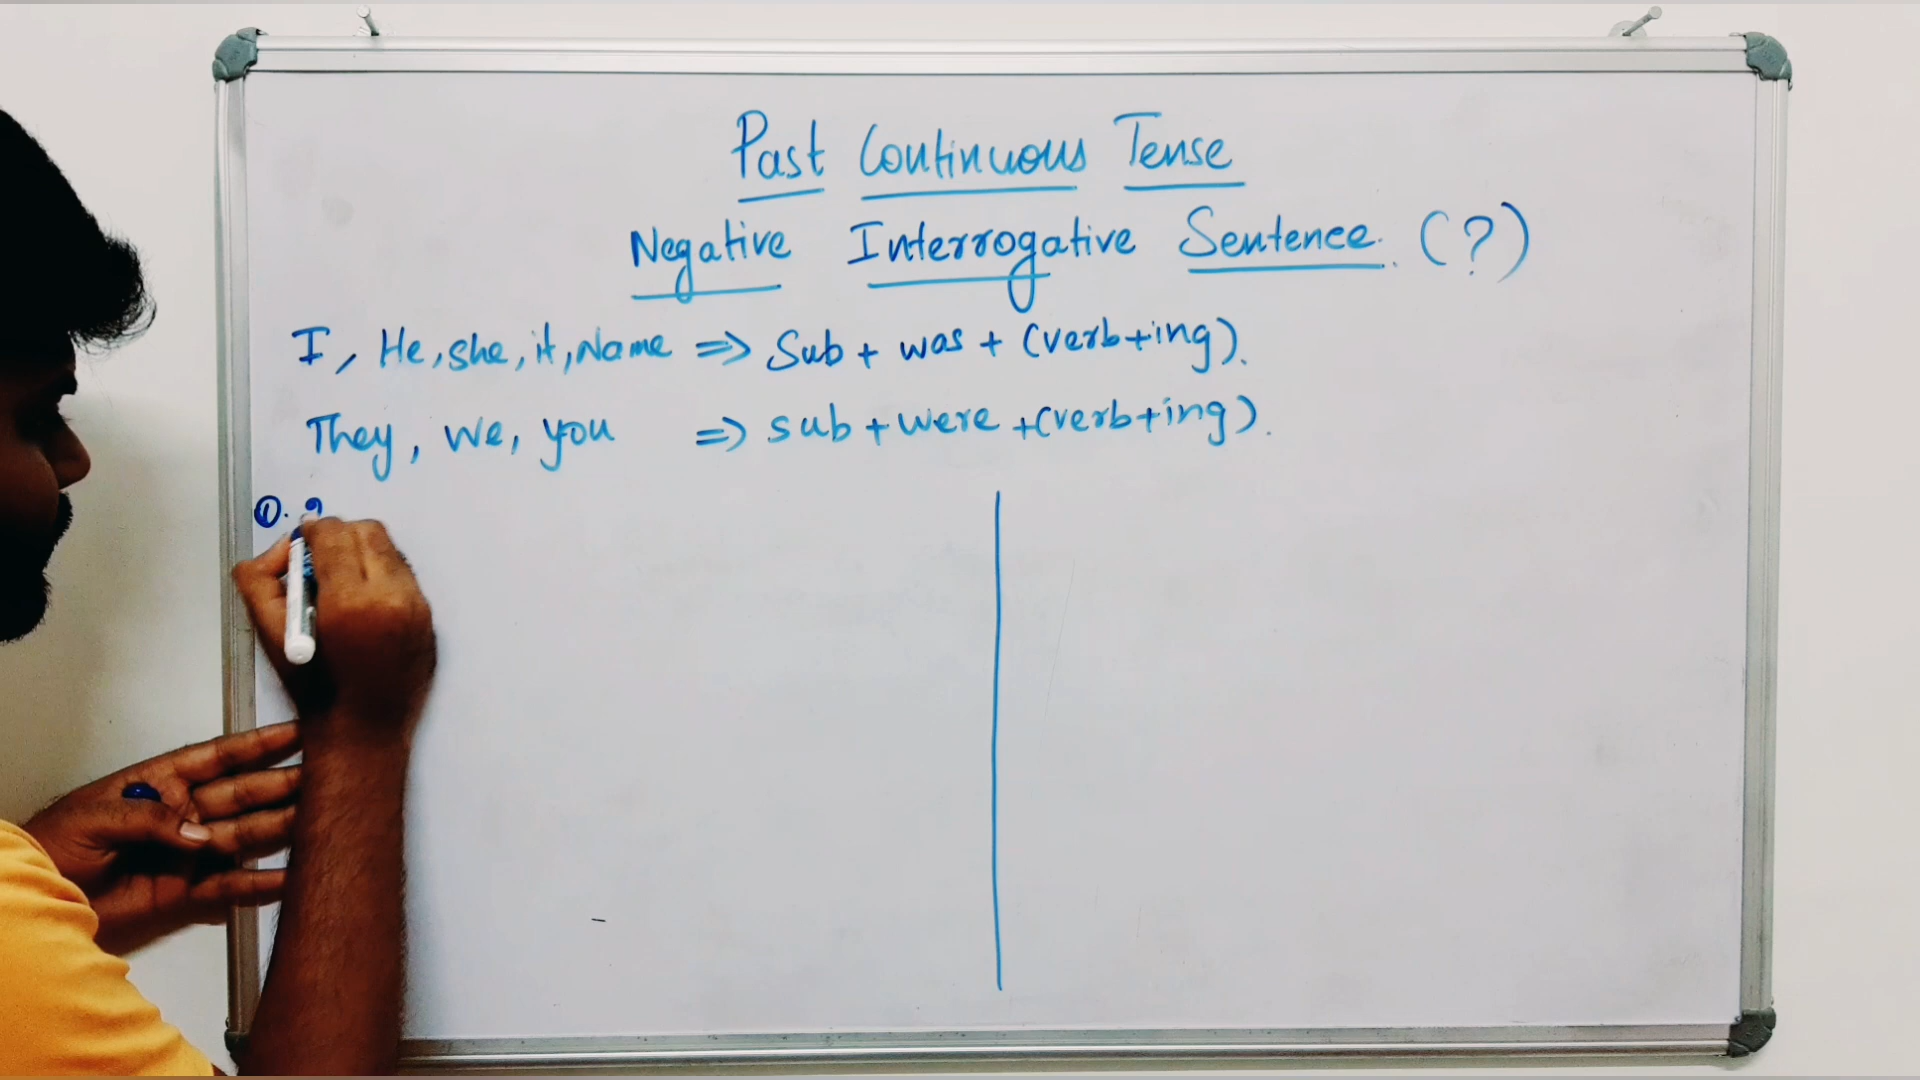 Past Continuous Tense
Negative Interrogative Sentence. (?)
I, He, she, it, Name ⇒ Sub + was + (verb+ing).
They, We, you ⇒ sub + were + (verb+ing).
①.